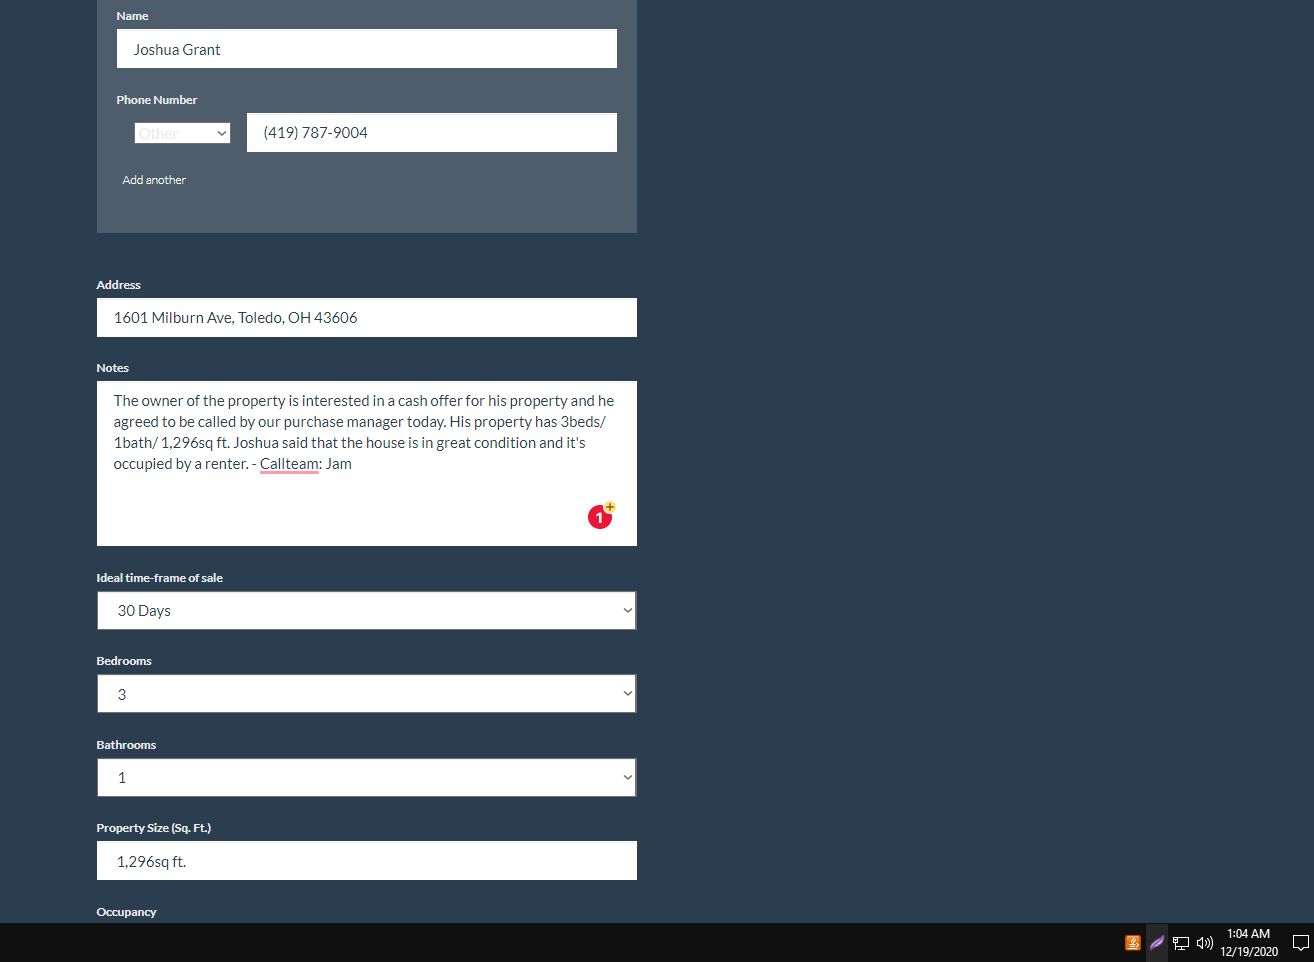 Name
Joshua Grant
Phone Number
Other
(419) 787-9004
Add another
Address
1601 Milburn Ave, Toledo, OH 43606
Notes
The owner of the property is interested in a cash offer for his property and he
agreed to be called by our purchase manager today. His property has 3beds/
1bath/ 1,296sq ft. Joshua said that the house is in great condition and it's
occupied by a renter. - Callteam: Jam
1
Ideal time-frame of sale
30 Days
Bedrooms
3
Bathrooms
1
Property Size (Sq. Ft.)
1,296sq ft.
Occupancy
1:04 AM
12/19/2020